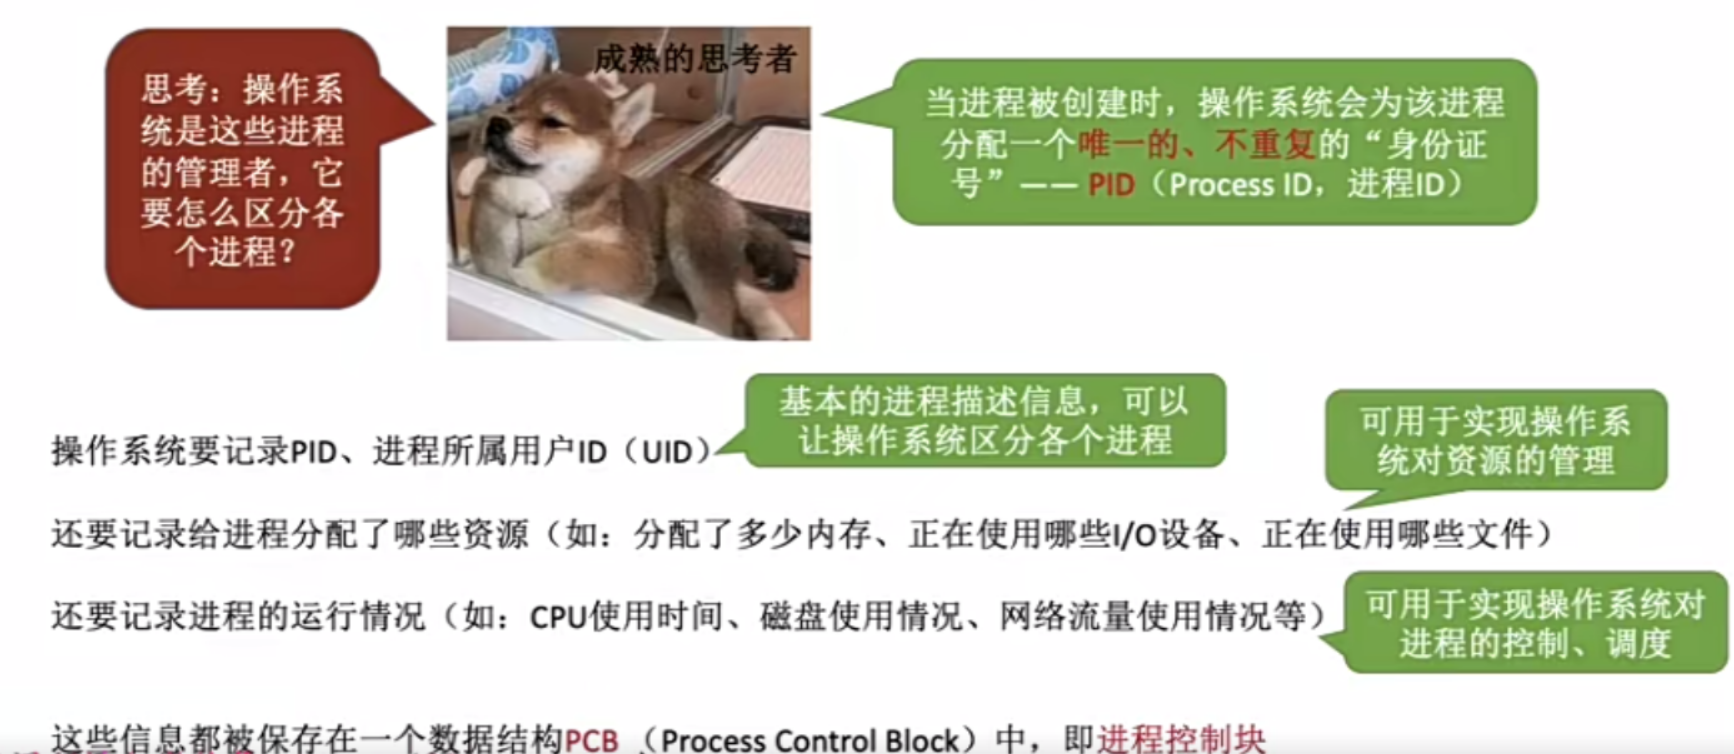 思考：操作系
统是这些进程
的管理者，它
要怎么区分各
个进程？
成熟的思考者
当进程被创建时，操作系统会为该进程
分配一个唯一的、不重复的“身份证
号”—— PID（Process ID，进程ID）
基本的进程描述信息，可以
让操作系统区分各个进程
操作系统要记录PID、进程所属用户ID（UID）
可用于实现操作系
统对资源的管理
还要记录给进程分配了哪些资源（如：分配了多少内存、正在使用哪些I/O设备、正在使用哪些文件）
还要记录进程的运行情况（如：CPU使用时间、磁盘使用情况、网络流量使用情况等）
可用于实现操作系统对
进程的控制、调度
这些信息都被保存在一个数据结构PCB （Process Control Block）中，即进程控制块